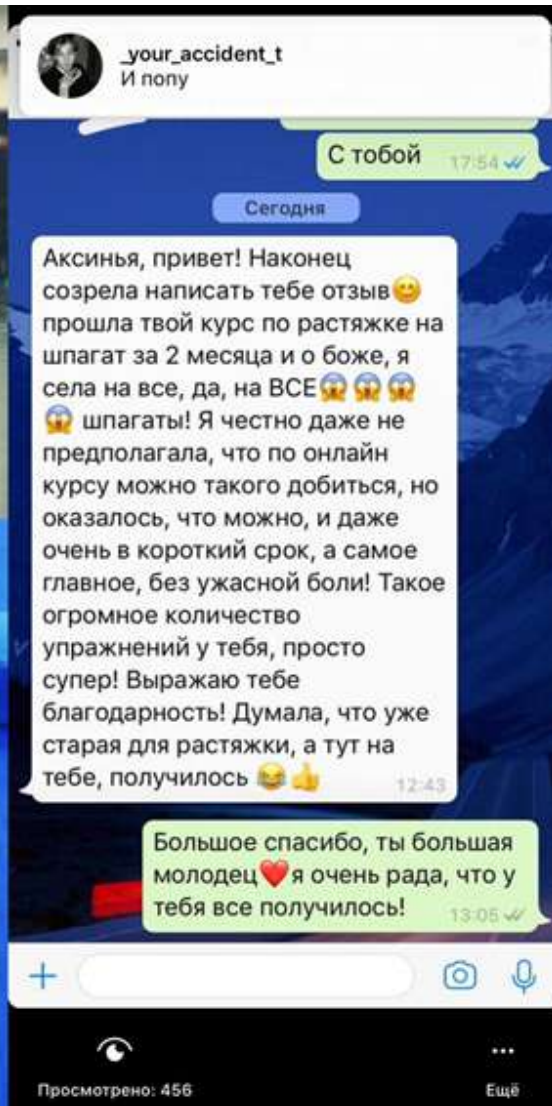 _your_accident_t
И попу
С тобой 17:54
Сегодня
Аксинья, привет! Наконец
созрела написать тебе отзыв😊
прошла твой курс по растяжке на
шпагат за 2 месяца и о боже, я
села на все, да, на ВСЕ😱😱😱
😱 шпагаты! Я честно даже не
предполагала, что по онлайн
курсу можно такого добиться, но
оказалось, что можно, и даже
очень в короткий срок, а самое
главное, без ужасной боли! Такое
огромное количество
упражнений у тебя, просто
супер! Выражаю тебе
благодарность! Думала, что уже
старая для растяжки, а тут на
тебе, получилось 😂👍 12:43
Большое спасибо, ты большая
молодец❤️я очень рада, что у
тебя все получилось! 13:05
Просмотрено: 456
Ещё